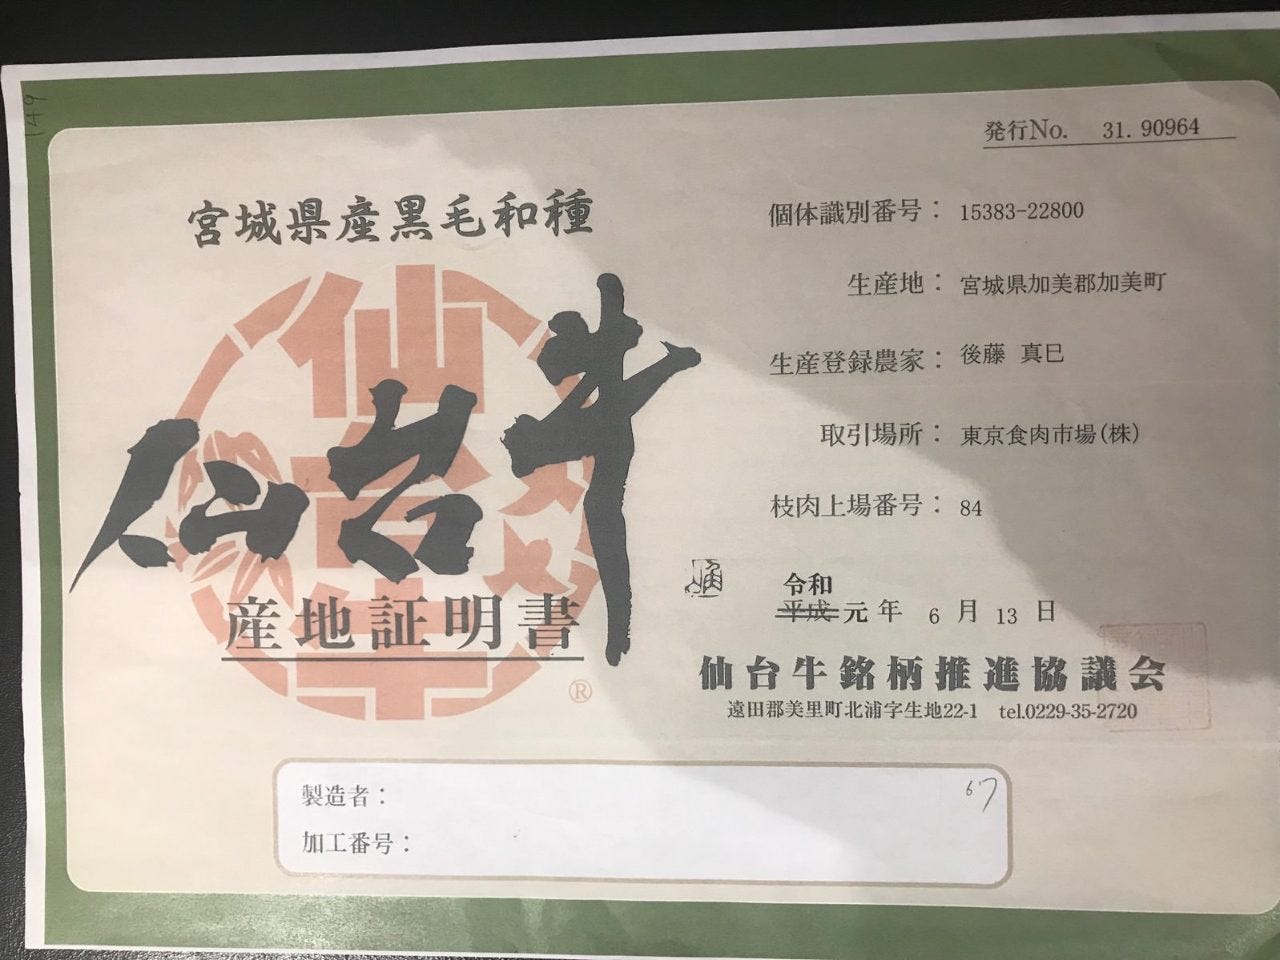 149
発行No. 31. 90964
宮城県産黒毛和種
仙台牛
仙台牛
産地証明書
®
個体識別番号： 15383-22800
生産地： 宮城県加美郡加美町
生産登録農家： 後藤 真巳
取引場所： 東京食肉市場(株)
枝肉上場番号： 84
令和
平成元年 6月 13日
仙台牛銘柄推進協議会
遠田郡美里町北浦字生地22-1 tel.0229-35-2720
製造者：
加工番号：
67